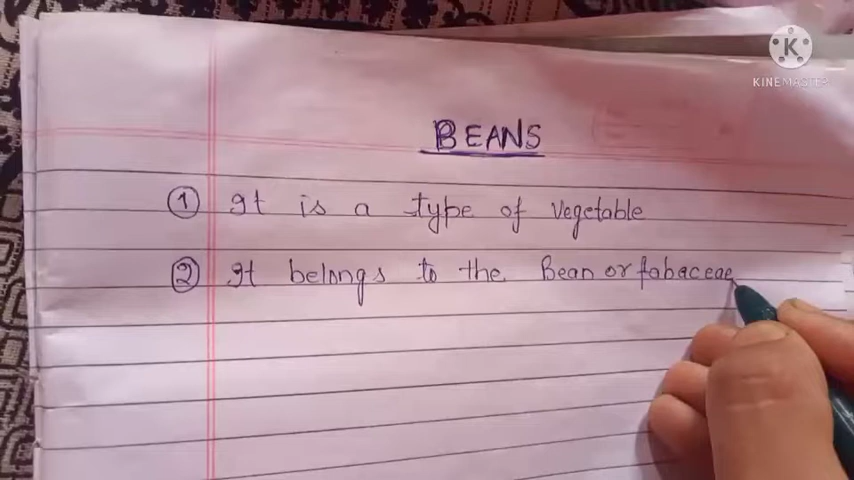 K
KINEMASTER
BEANS
1 It is a type of vegetable
2 It belongs to the Bean or fabaceae